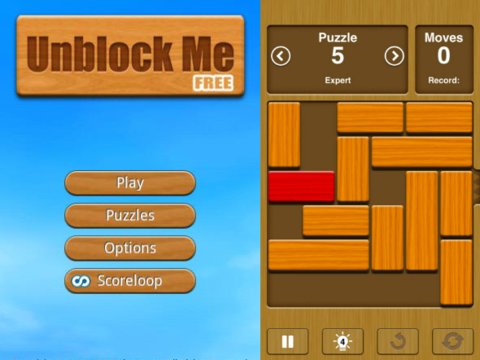 Unblock Me
FREE
Play
Puzzles
Options
Scoreloop
Puzzle
5
Expert
Moves
0
Record:
4